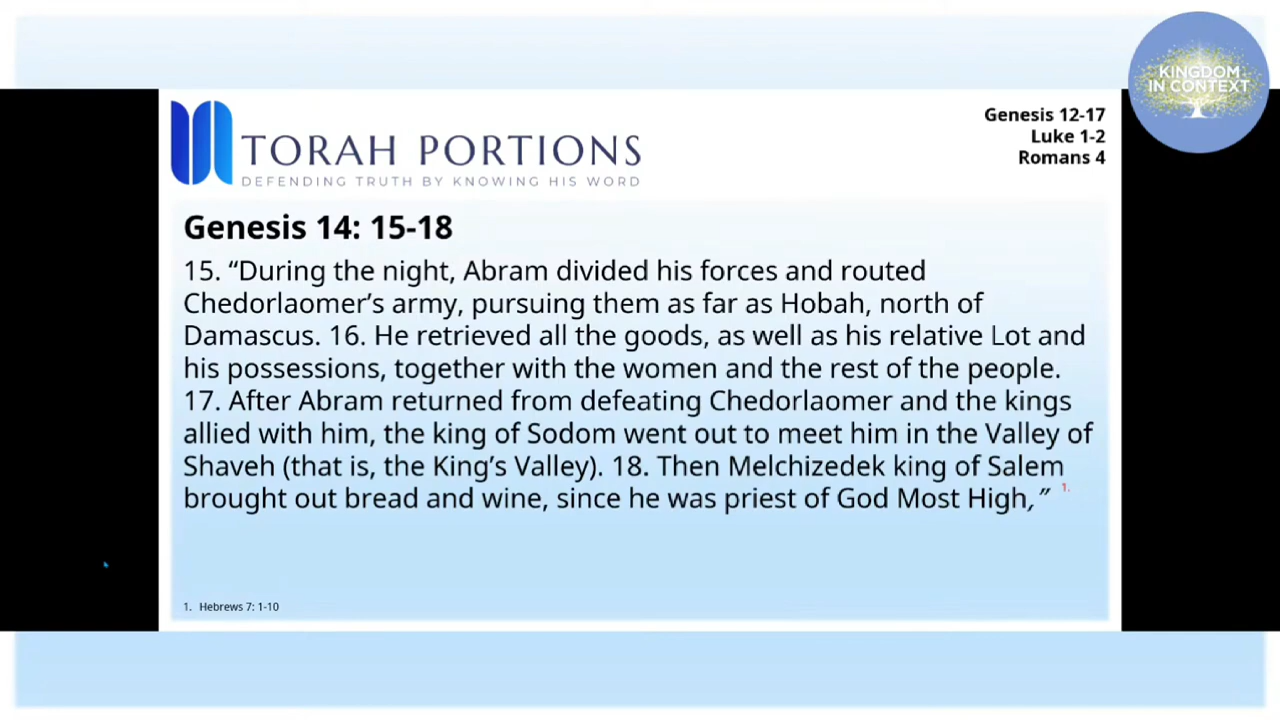 KINGDOM
IN CONTEXT
Genesis 12-17
Luke 1-2
Romans 4
TORAH PORTIONS
DEFENDING TRUTH BY KNOWING HIS WORD
Genesis 14: 15-18
15. “During the night, Abram divided his forces and routed
Chedorlaomer’s army, pursuing them as far as Hobah, north of
Damascus. 16. He retrieved all the goods, as well as his relative Lot and
his possessions, together with the women and the rest of the people.
17. After Abram returned from defeating Chedorlaomer and the kings
allied with him, the king of Sodom went out to meet him in the Valley of
Shaveh (that is, the King’s Valley). 18. Then Melchizedek king of Salem
brought out bread and wine, since he was priest of God Most High,” 1.
1. Hebrews 7: 1-10